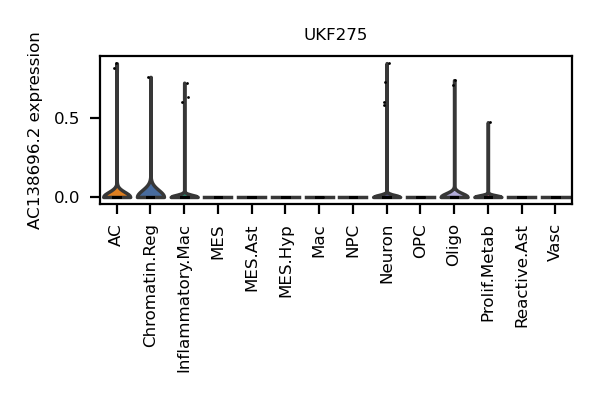 UKF275
AC138696.2 expression
0.5
0.0
AC
Chromatin.Reg
Inflammatory.Mac
MES
MES.Ast
MES.Hyp
Mac
NPC
Neuron
OPC
Oligo
Prolif.Metab
Reactive.Ast
Vasc